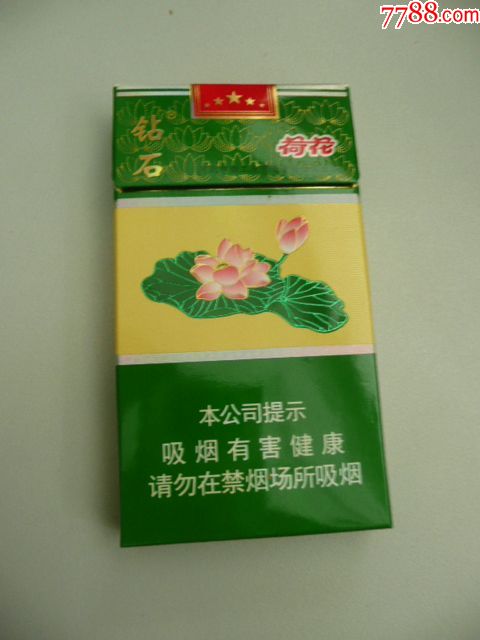 7788.com
钻石®
荷花
本公司提示
吸烟有害健康
请勿在禁烟场所吸烟